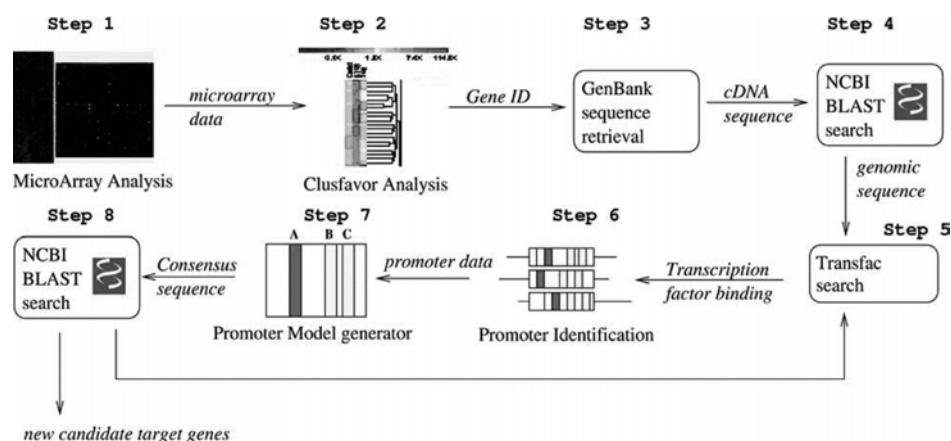 Step 1
Step 2
Step 3
Step 4
microarray
data
Gene ID
GenBank
sequence
retrieval
cDNA
sequence
NCBI
BLAST
search
MicroArray Analysis
Clusfavor Analysis
genomic
sequence
Step 8
Step 7
Step 6
Step 5
A B C
NCBI
BLAST
search
Consensus
sequence
promoter data
Transcription
factor binding
Transfac
search
Promoter Model generator
Promoter Identification
new candidate target genes